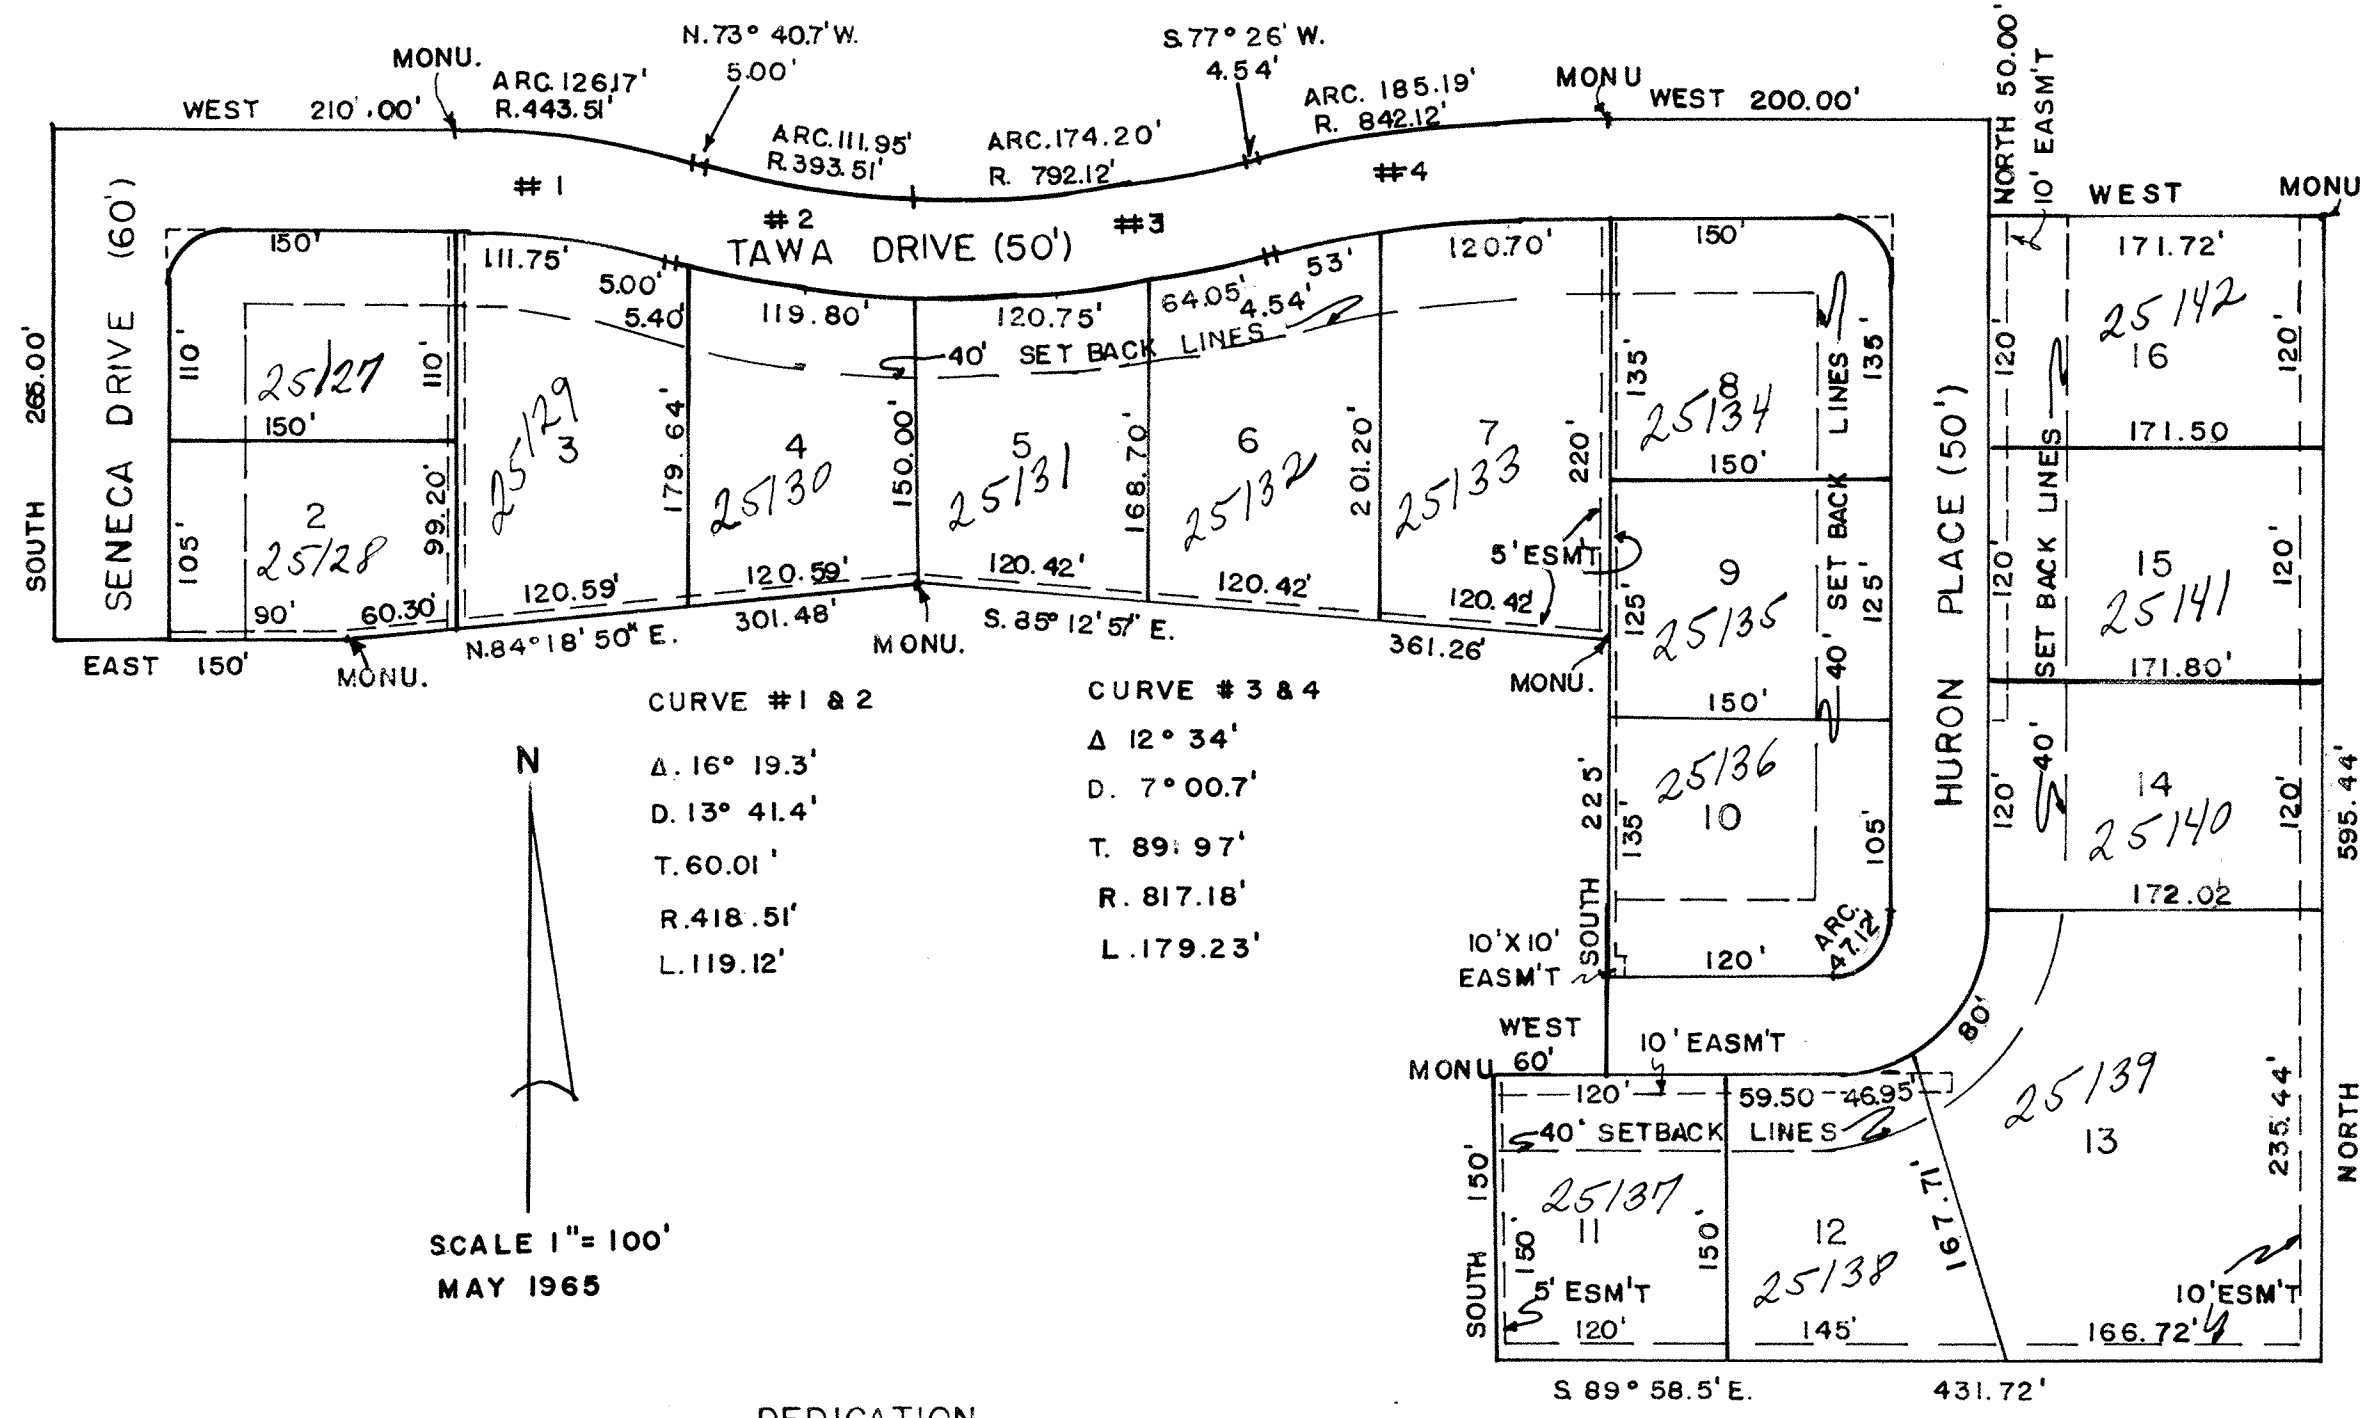 N.73° 40.7' W.
5.00'
S.77° 26' W.
4.54'
MONU.
ARC.126.17'
R.443.51'
ARC. 185.19'
R. 842.12'
MONU
WEST 200.00'
NORTH 50.00'
10' EASM'T
WEST 210'.00'
ARC.111.95'
R.393.51'
ARC.174.20'
R. 792.12'
#1
#2
#3
#4
WEST
MONU
TAWA DRIVE (50')
SENECA DRIVE (60')
SOUTH 265.00'
150'
110'
110'
25127
150'
2
25128
105'
99.20'
90'
60.30'
EAST 150'
MONU.
111.75'
5.00'
5.40'
25129
3
179.64'
120.59'
N.84° 18' 50" E.
119.80'
4
25130
150.00'
120.59'
301.48'
MONU.
40' SET BACK LINES
120.75'
5
25131
168.70'
120.42'
S. 85° 12' 57" E.
64.05'
4.54'
53'
6
25132
201.20'
120.42'
120.70'
7
25133
220'
5' ESMT
120.42'
361.26'
MONU.
150'
135'
8
25134
135'
150'
9
25135
125'
125'
150'
40' SET BACK LINES
25136
10
135'
105'
SOUTH 225'
120'
ARC.
47.12'
10'X10'
EASM'T
HURON PLACE (50')
171.72'
25142
16
120'
120'
171.50
15
25141
120'
120'
171.80'
40' SET BACK LINES
14
25140
120'
120'
172.02
NORTH 595.44'
CURVE #1 & 2
Δ. 16° 19.3'
D. 13° 41.4'
T. 60.01'
R.418.51'
L.119.12'
CURVE # 3 & 4
Δ 12° 34'
D. 7° 00.7'
T. 89.97'
R. 817.18'
L .179.23'
N
SCALE 1"= 100'
MAY 1965
WEST
60'
MONU
10' EASM'T
120'
59.50
46.95'
80'
40' SETBACK LINES
25137
11
150'
150'
SOUTH 150'
5' ESM'T
120'
12
25138
145'
167.71'
25139
13
235.44'
10' ESM'T
166.72'
S. 89° 58.5' E.
431.72'
DEDICATION